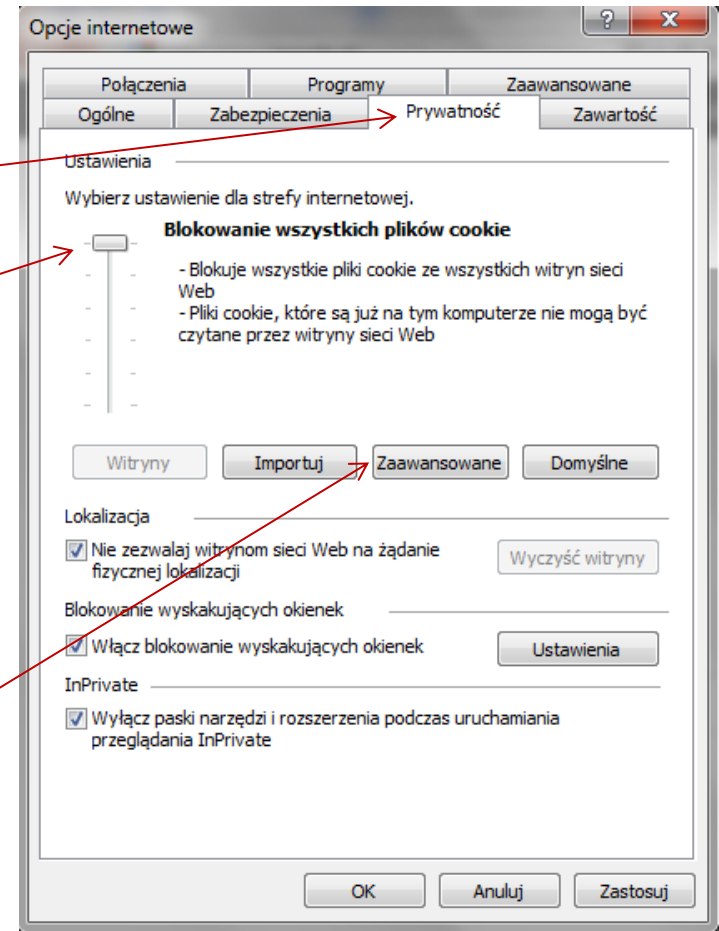 Opcje internetowe
Połączenia Programy Zaawansowane
Ogólne Zabezpieczenia Prywatność Zawartość
Ustawienia
Wybierz ustawienie dla strefy internetowej.
Blokowanie wszystkich plików cookie
- Blokuje wszystkie pliki cookie ze wszystkich witryn sieci
Web
- Pliki cookie, które są już na tym komputerze nie mogą być
czytane przez witryny sieci Web
Witryny Importuj Zaawansowane Domyślne
Lokalizacja
Nie zezwalaj witrynom sieci Web na żądanie
fizycznej lokalizacji
Wyczyść witryny
Blokowanie wyskakujących okienek
Włącz blokowanie wyskakujących okienek Ustawienia
InPrivate
Wyłącz paski narzędzi i rozszerzenia podczas uruchamiania
przeglądania InPrivate
OK Anuluj Zastosuj